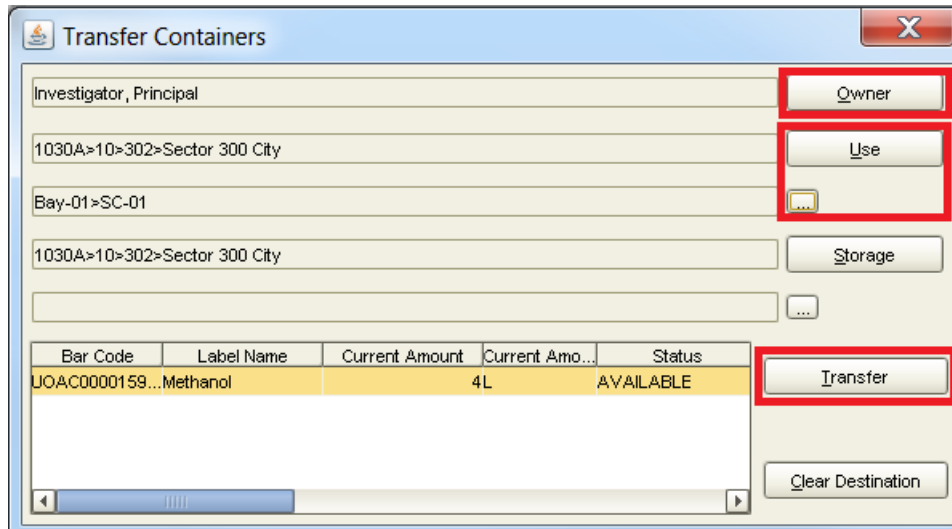 Transfer Containers
X
Investigator, Principal Owner
1030A>10>302>Sector 300 City Use
Bay-01>SC-01 ...
1030A>10>302>Sector 300 City Storage
...
Bar Code Label Name Current Amount Current Amo... Status
UOAC0000159... Methanol 4 L AVAILABLE
Transfer
Clear Destination